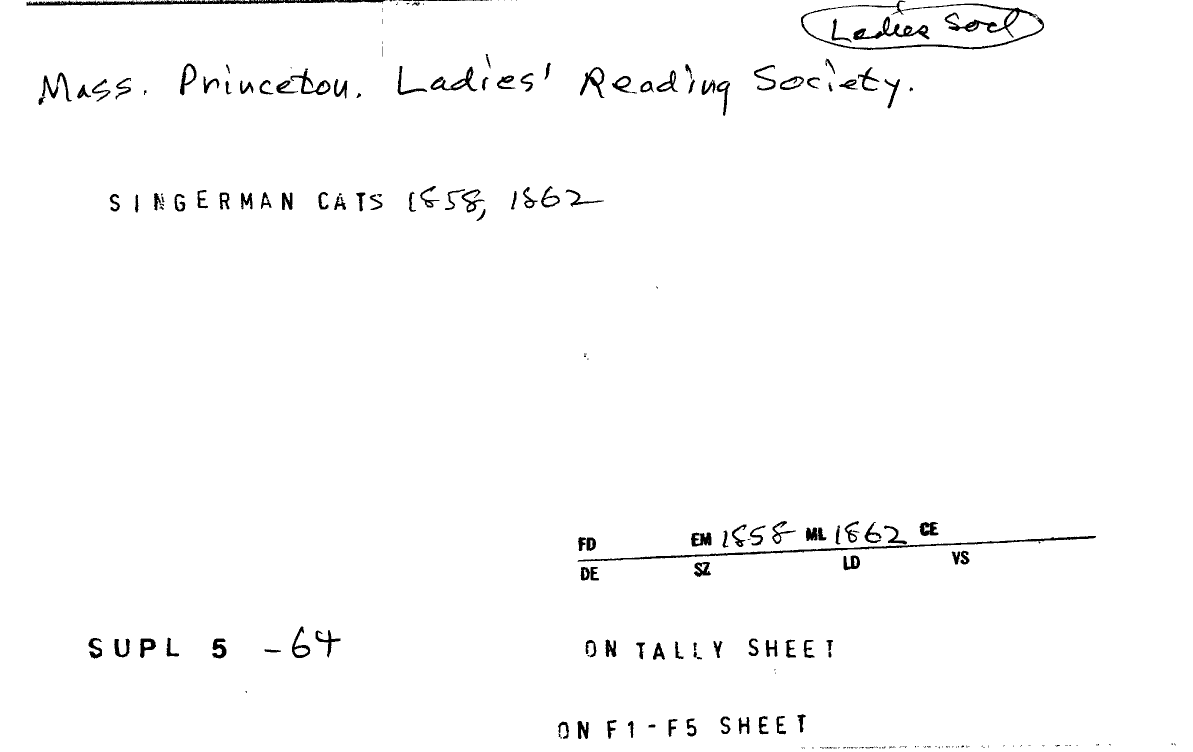 Ladies Socl
Mass. Princeton. Ladies' Reading Society.
SINGERMAN CATS 1858, 1862
FD EM 1858 ML 1862 CE
DE SZ LD VS
SUPL 5 -64 ON TALLY SHEET
ON F1-F5 SHEET